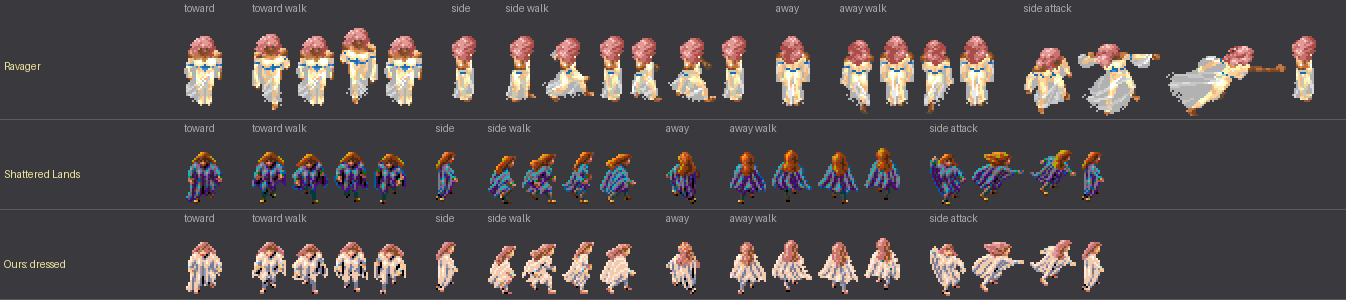 toward toward walk side side walk away away walk side attack
Ravager
toward toward walk side side walk away away walk side attack
Shattered Lands
toward toward walk side side walk away away walk side attack
Ours: dressed